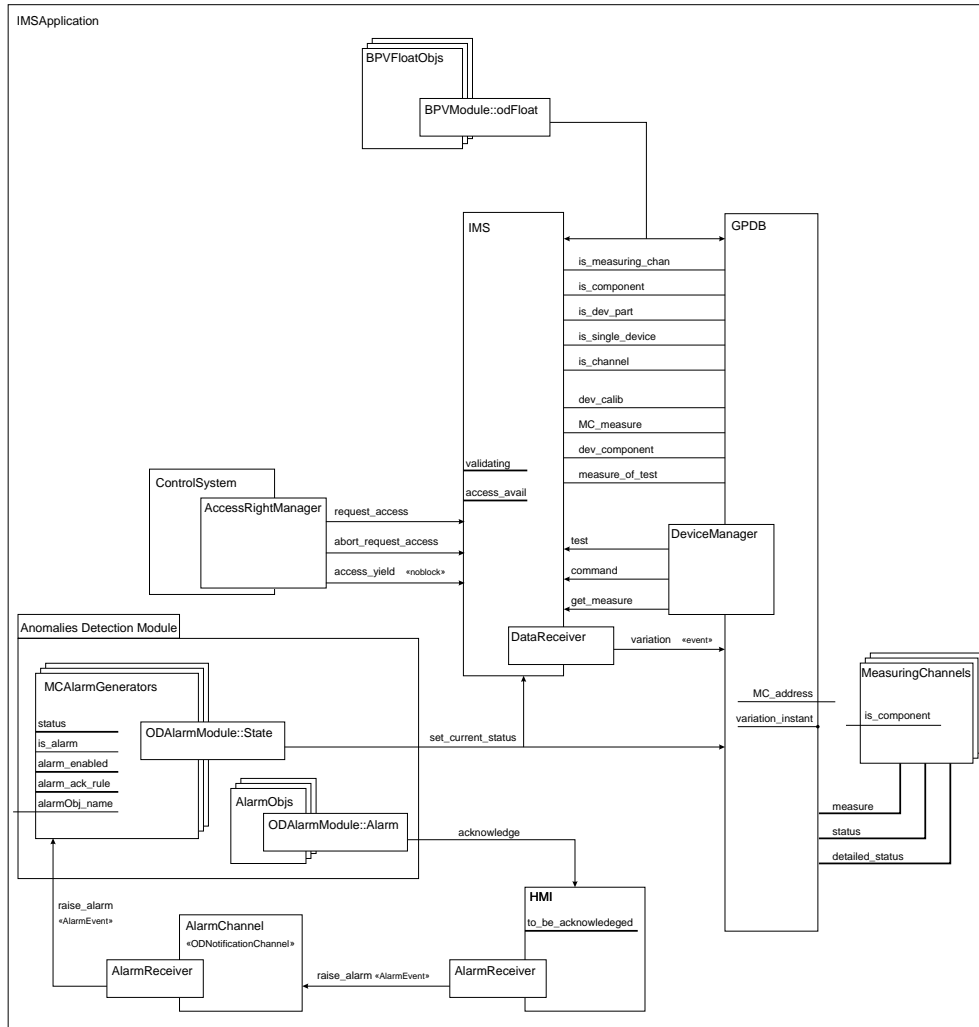 IMSApplication
BPVFloatObjs
BPVModule::odFloat
IMS
GPDB
is_measuring_chan
is_component
is_dev_part
is_single_device
is_channel
dev_calib
MC_measure
dev_component
measure_of_test
validating
access_avail
ControlSystem
AccessRightManager
request_access
abort_request_access
access_yield «noblock»
DeviceManager
test
command
get_measure
DataReceiver
variation «event»
Anomalies Detection Module
MCAlarmGenerators
status
is_alarm
alarm_enabled
alarm_ack_rule
alarmObj_name
ODAlarmModule::State
set_current_status
AlarmObjs
ODAlarmModule::Alarm
acknowledge
MeasuringChannels
MC_address
variation_instant
is_component
measure
status
detailed_status
raise_alarm
«AlarmEvent»
AlarmChannel
«ODNotificationChannel»
AlarmReceiver
raise_alarm «AlarmEvent»
HMI
to_be_acknowledeged
AlarmReceiver